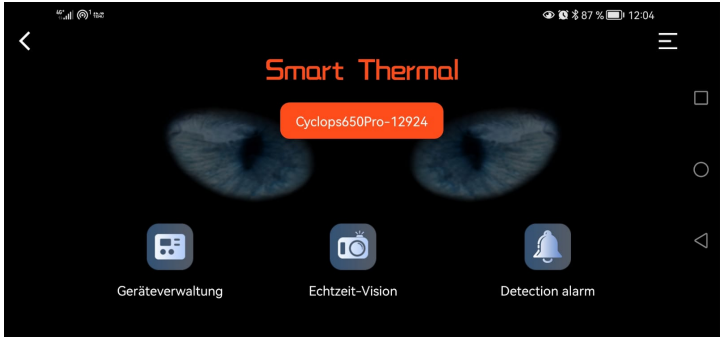 87 % 12:04
Smart Thermal
Cyclops650Pro-12924
Geräteverwaltung
Echtzeit-Vision
Detection alarm